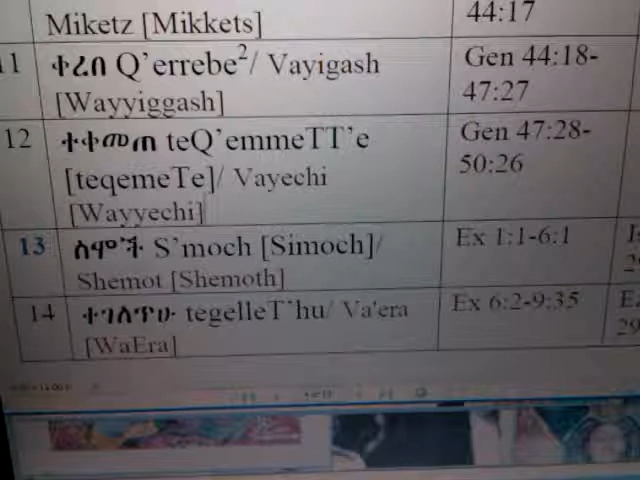 Miketz [Mikkets]
44:17
11 ቀረበ Q’errebe2/ Vayigash
[Wayyiggash]
Gen 44:18-
47:27
12 ተቀመጠ teQ’emmeTT’e
[teqemeTe]/ Vayechi
[Wayyechi]
Gen 47:28-
50:26
13 ስሞች S’moch [Simoch]/
Shemot [Shemoth]
Ex 1:1-6:1
14 ተገለጥሁ tegelleT’hu/ Va'era
[WaEra]
Ex 6:2-9:35
29